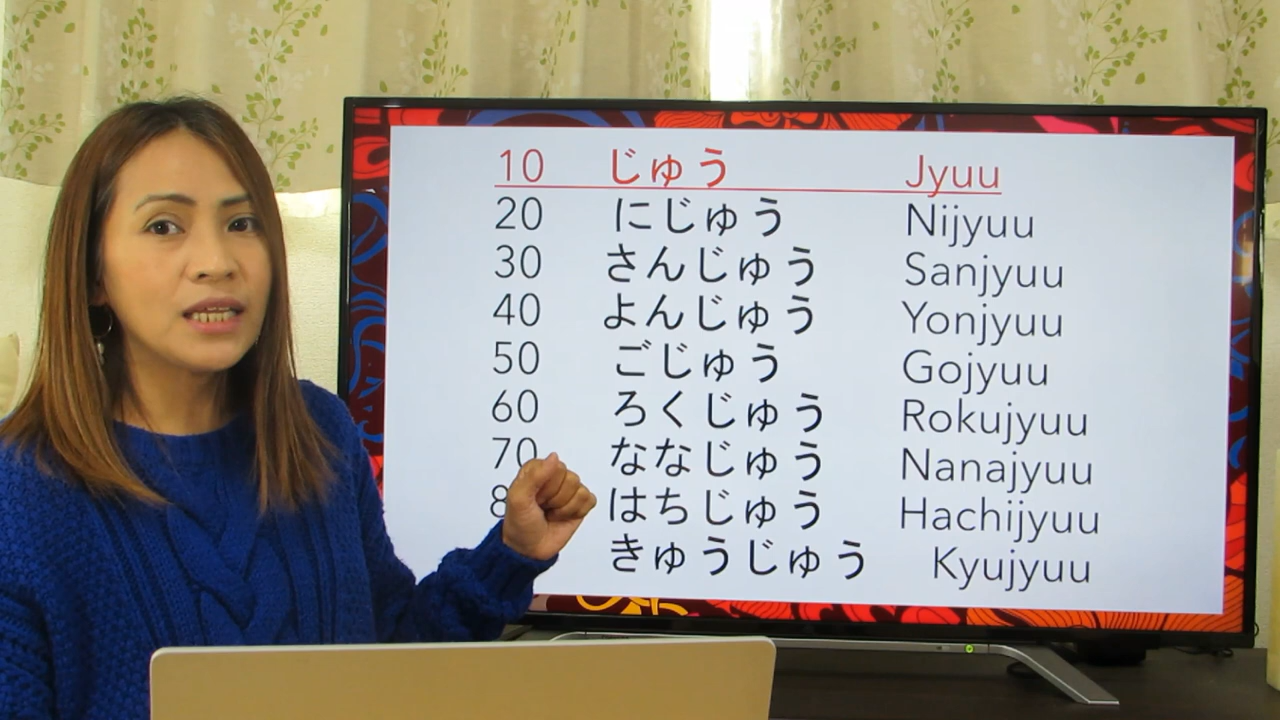 10 じゅう Jyuu
20 にじゅう Nijyuu
30 さんじゅう Sanjyuu
40 よんじゅう Yonjyuu
50 ごじゅう Gojyuu
60 ろくじゅう Rokujyuu
70 ななじゅう Nanajyuu
8 はちじゅう Hachijyuu
きゅうじゅう Kyujyuu